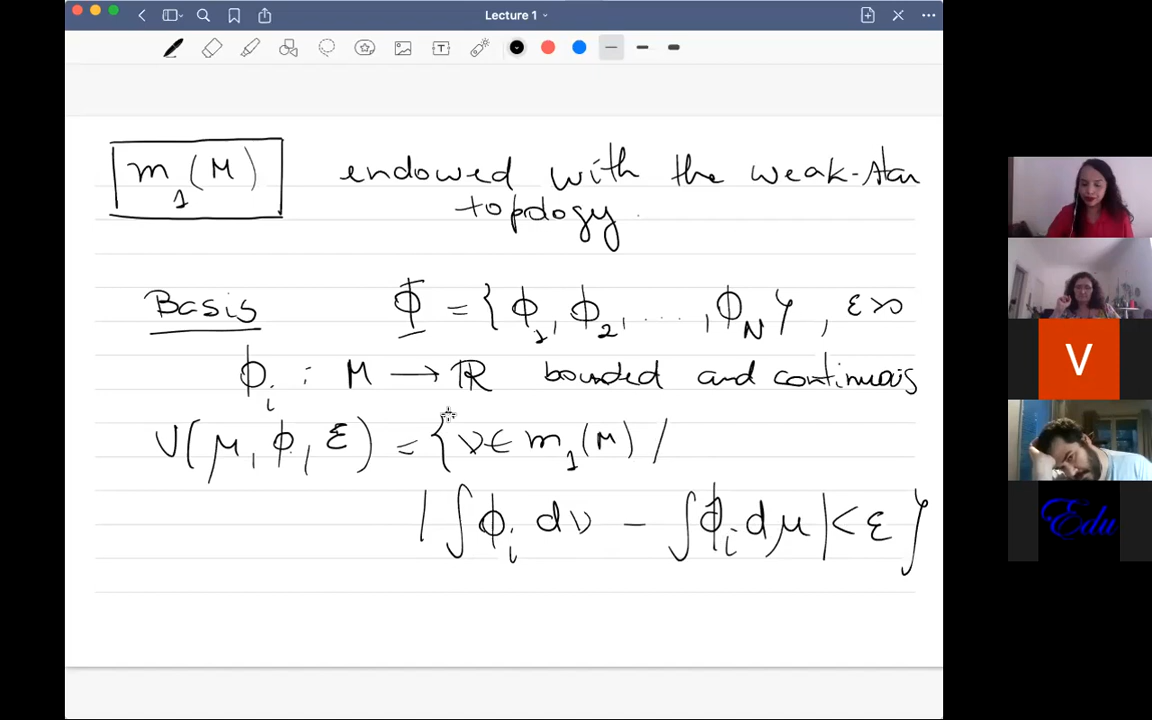 Lecture 1
m₁(M) endowed with the weak-star
topology.
Basis Φ = {ϕ₁, ϕ₂, ....., ϕ_N}, ε>0
ϕᵢ : M → ℝ bounded and continuous
V(μ, ϕ, ε) = {ν ∈ m₁(M) /
|∫ϕᵢ dν − ∫ϕᵢ dμ| < ε}
V
Edu